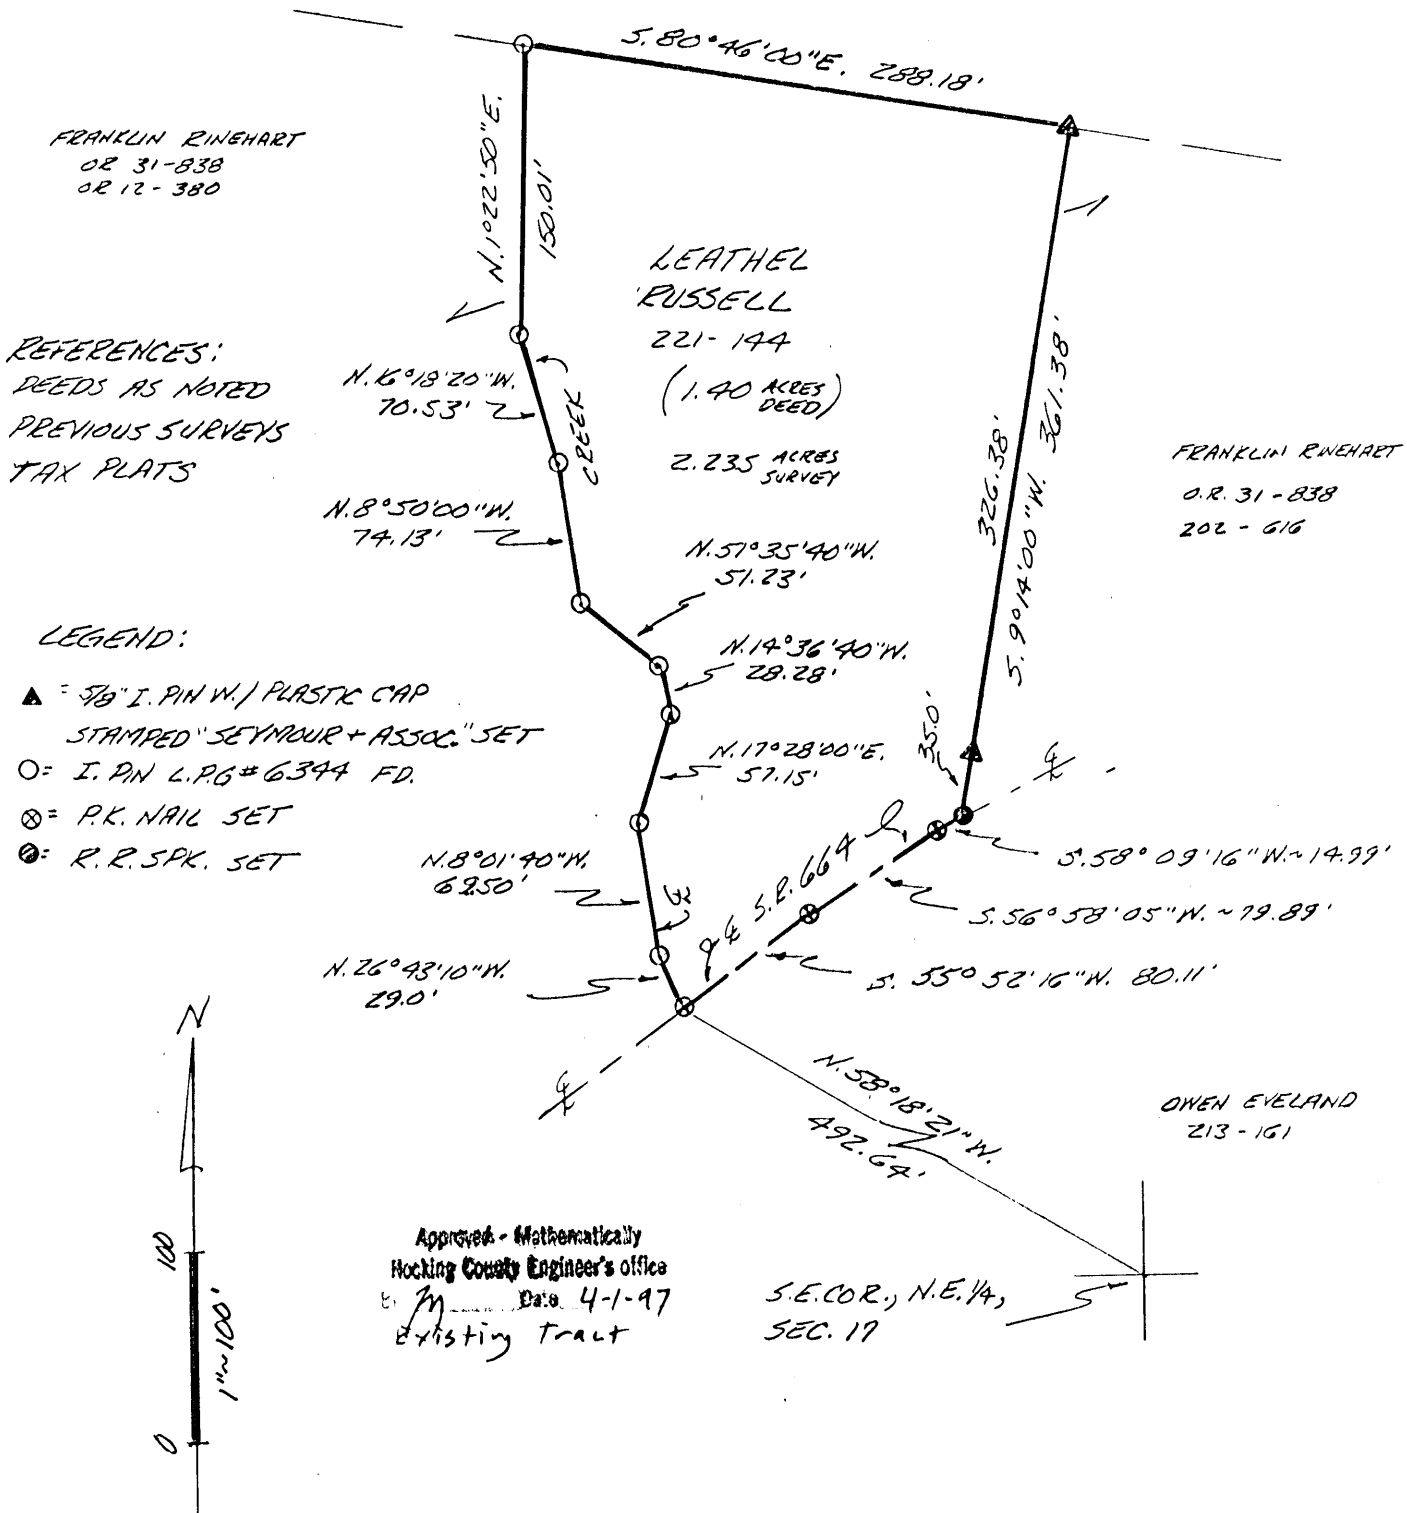 S. 80°46'00"E. 288.18'
FRANKLIN RINEHART
OR 31-838
OR 12-380
N. 1°22'50"E.
150.01'
LEATHEL
RUSSELL
221-144
(1.40 ACRES
DEED)
2.235 ACRES
SURVEY
REFERENCES:
DEEDS AS NOTED
PREVIOUS SURVEYS
TAX PLATS
N. 16°18'20"W.
70.53'
CREEK
N. 8°50'00"W.
74.13'
326.38'
S. 9°14'00"W. 361.38'
FRANKLIN RINEHART
O.R. 31-838
202-616
N. 51°35'40"W.
51.23'
LEGEND:
▲ = 5/8" I. PIN W./ PLASTIC CAP
STAMPED "SEYMOUR + ASSOC." SET
O = I. PIN L.P.G # 6344 FD.
⊗ = P.K. NAIL SET
= R.R. SPK. SET
N. 14°36'40"W.
28.28'
N. 17°28'00"E.
57.15'
35.0'
℄
N. 8°01'40"W.
69.50'
℄ S.R. 664
S. 58°09'16"W. ~ 14.99'
S. 56°58'05"W. ~ 79.89'
S. 55°52'16"W. 80.11'
N. 26°43'10"W.
29.0'
℄
N
N. 58°18'21"W.
492.64'
OWEN EVELAND
213-161
Approved - Mathematically
Hocking County Engineer's office
Date 4-1-97
Existing Tract
S.E. COR., N.E. 1/4,
SEC. 17
100
1"~100'
0